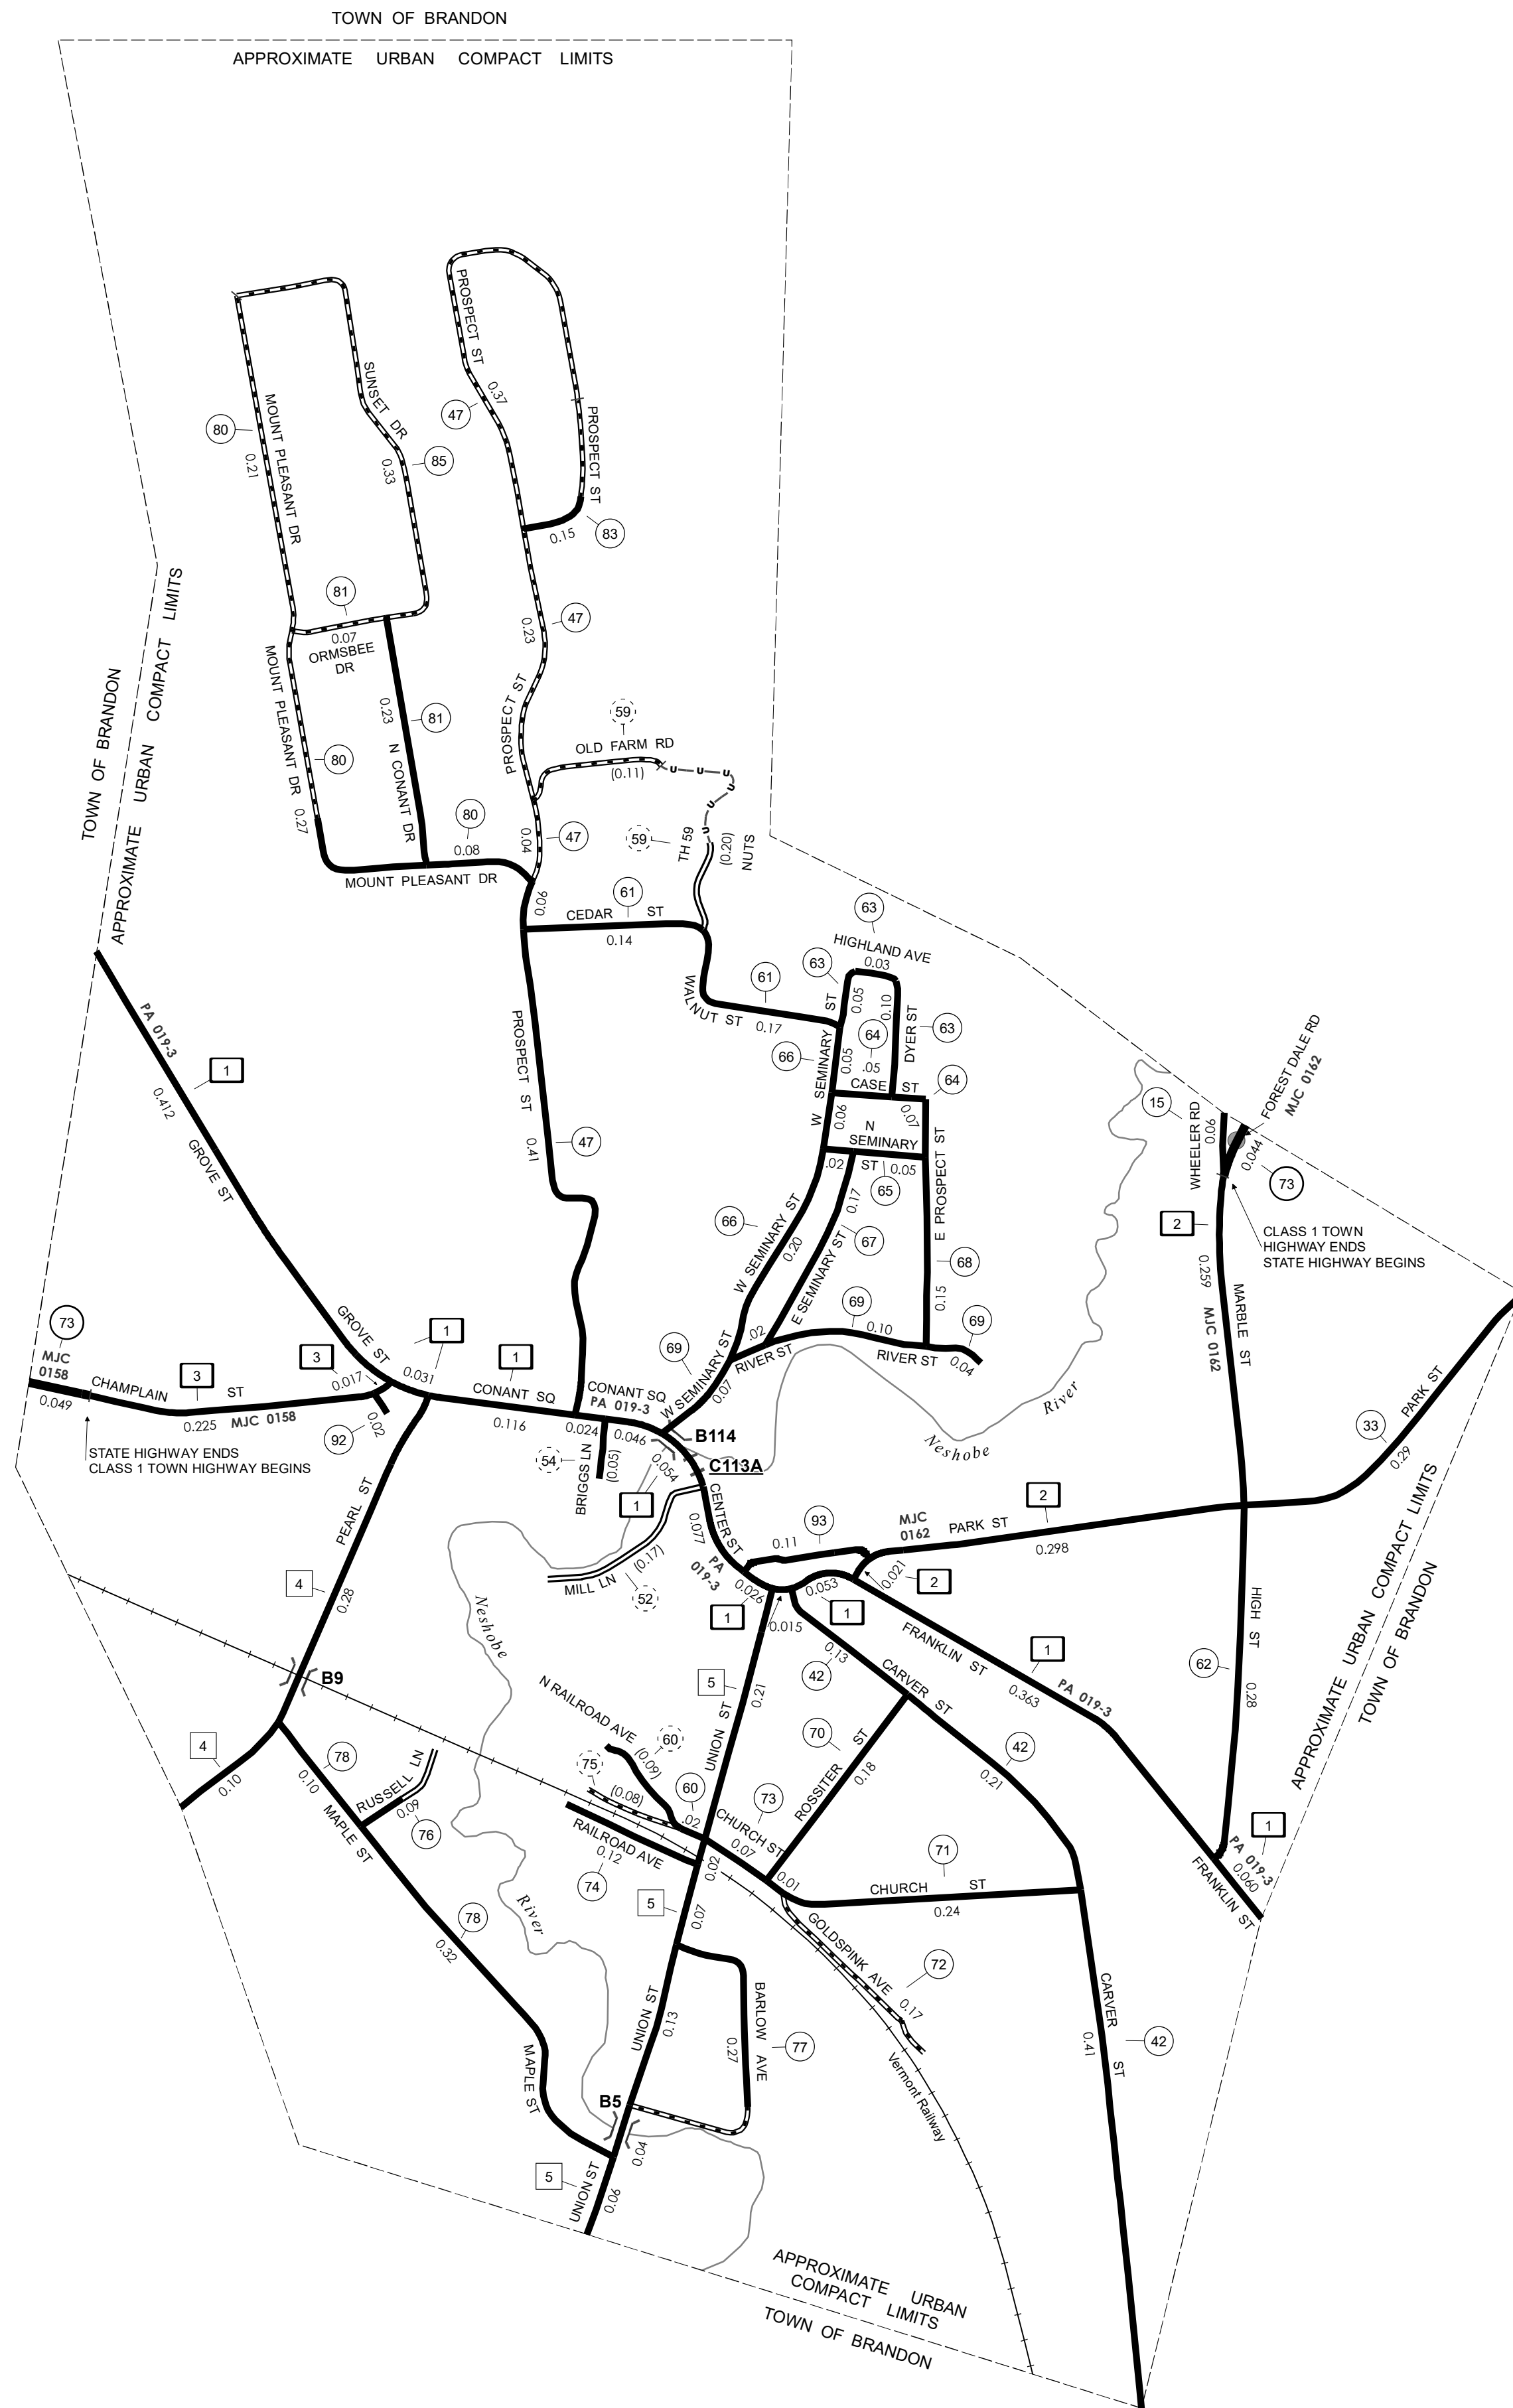 TOWN OF BRANDON
APPROXIMATE URBAN COMPACT LIMITS
PROSPECT ST
0.37
47
SUNSET DR
0.33
85
MOUNT PLEASANT DR
80
0.21
PROSPECT ST
83
0.15
81
0.07
ORMSBEE
DR
47
0.23
PROSPECT ST
TOWN OF BRANDON
APPROXIMATE URBAN COMPACT LIMITS
MOUNT PLEASANT DR
0.27
80
0.23
81
N CONANT DR
59
OLD FARM RD
(0.11)
80
0.08
MOUNT PLEASANT DR
0.04
47
59
TH 59
(0.20)
NUTS
0.06
61
CEDAR ST
0.14
63
HIGHLAND AVE
0.03
63
61
WALNUT ST
0.17
0.05
0.10
DYER ST
63
66
W SEMINARY ST
0.05
64
.05
CASE ST
64
0.06
0.07
N
SEMINARY
ST
.02
0.05
65
PA 019-3
1
0.412
GROVE ST
PROSPECT ST
0.41
47
66
W SEMINARY ST
0.20
0.17
67
E SEMINARY ST
E PROSPECT ST
68
0.15
15
WHEELER RD
0.06
FOREST DALE RD
MJC 0162
0.044
73
2
CLASS 1 TOWN
HIGHWAY ENDS
STATE HIGHWAY BEGINS
0.259
MJC 0162
MARBLE ST
69
0.10
69
.02
RIVER ST
RIVER ST
0.04
69
W SEMINARY ST
0.07
River
Neshobe
73
MJC
0158
0.049
CHAMPLAIN ST
3
0.225
MJC 0158
3
0.017
GROVE ST
1
0.031
92
0.02
STATE HIGHWAY ENDS
CLASS 1 TOWN HIGHWAY BEGINS
1
CONANT SQ
0.116
CONANT SQ
PA 019-3
0.024
0.046
B114
C113A
54
BRIGGS LN
(0.05)
0.054
1
CENTER ST
0.077
PA
019-3
33
PARK ST
0.29
2
MJC
0162
PARK ST
0.298
93
0.11
0.021
2
PEARL ST
4
0.28
(0.17)
MILL LN
52
0.026
1
0.015
0.053
1
0.13
42
FRANKLIN ST
1
0.363
PA 019-3
HIGH ST
62
0.28
APPROXIMATE URBAN COMPACT LIMITS
TOWN OF BRANDON
Neshobe
B9
4
0.10
78
0.10
MAPLE ST
RUSSELL LN
0.09
76
N RAILROAD AVE
(0.09)
60
75
(0.08)
60
.02
5
0.21
UNION ST
CARVER ST
70
ROSSITER ST
0.18
42
0.21
73
CHURCH ST
0.07
0.01
RAILROAD AVE
0.12
74
0.02
71
CHURCH ST
0.24
1
PA 019-3
0.060
FRANKLIN ST
78
0.32
River
5
0.07
GOLDSPINK AVE
72
0.17
UNION ST
0.13
BARLOW AVE
0.27
77
CARVER ST
0.41
42
Vermont Railway
MAPLE ST
B5
0.04
5
UNION ST
0.06
APPROXIMATE URBAN
COMPACT LIMITS
TOWN OF BRANDON